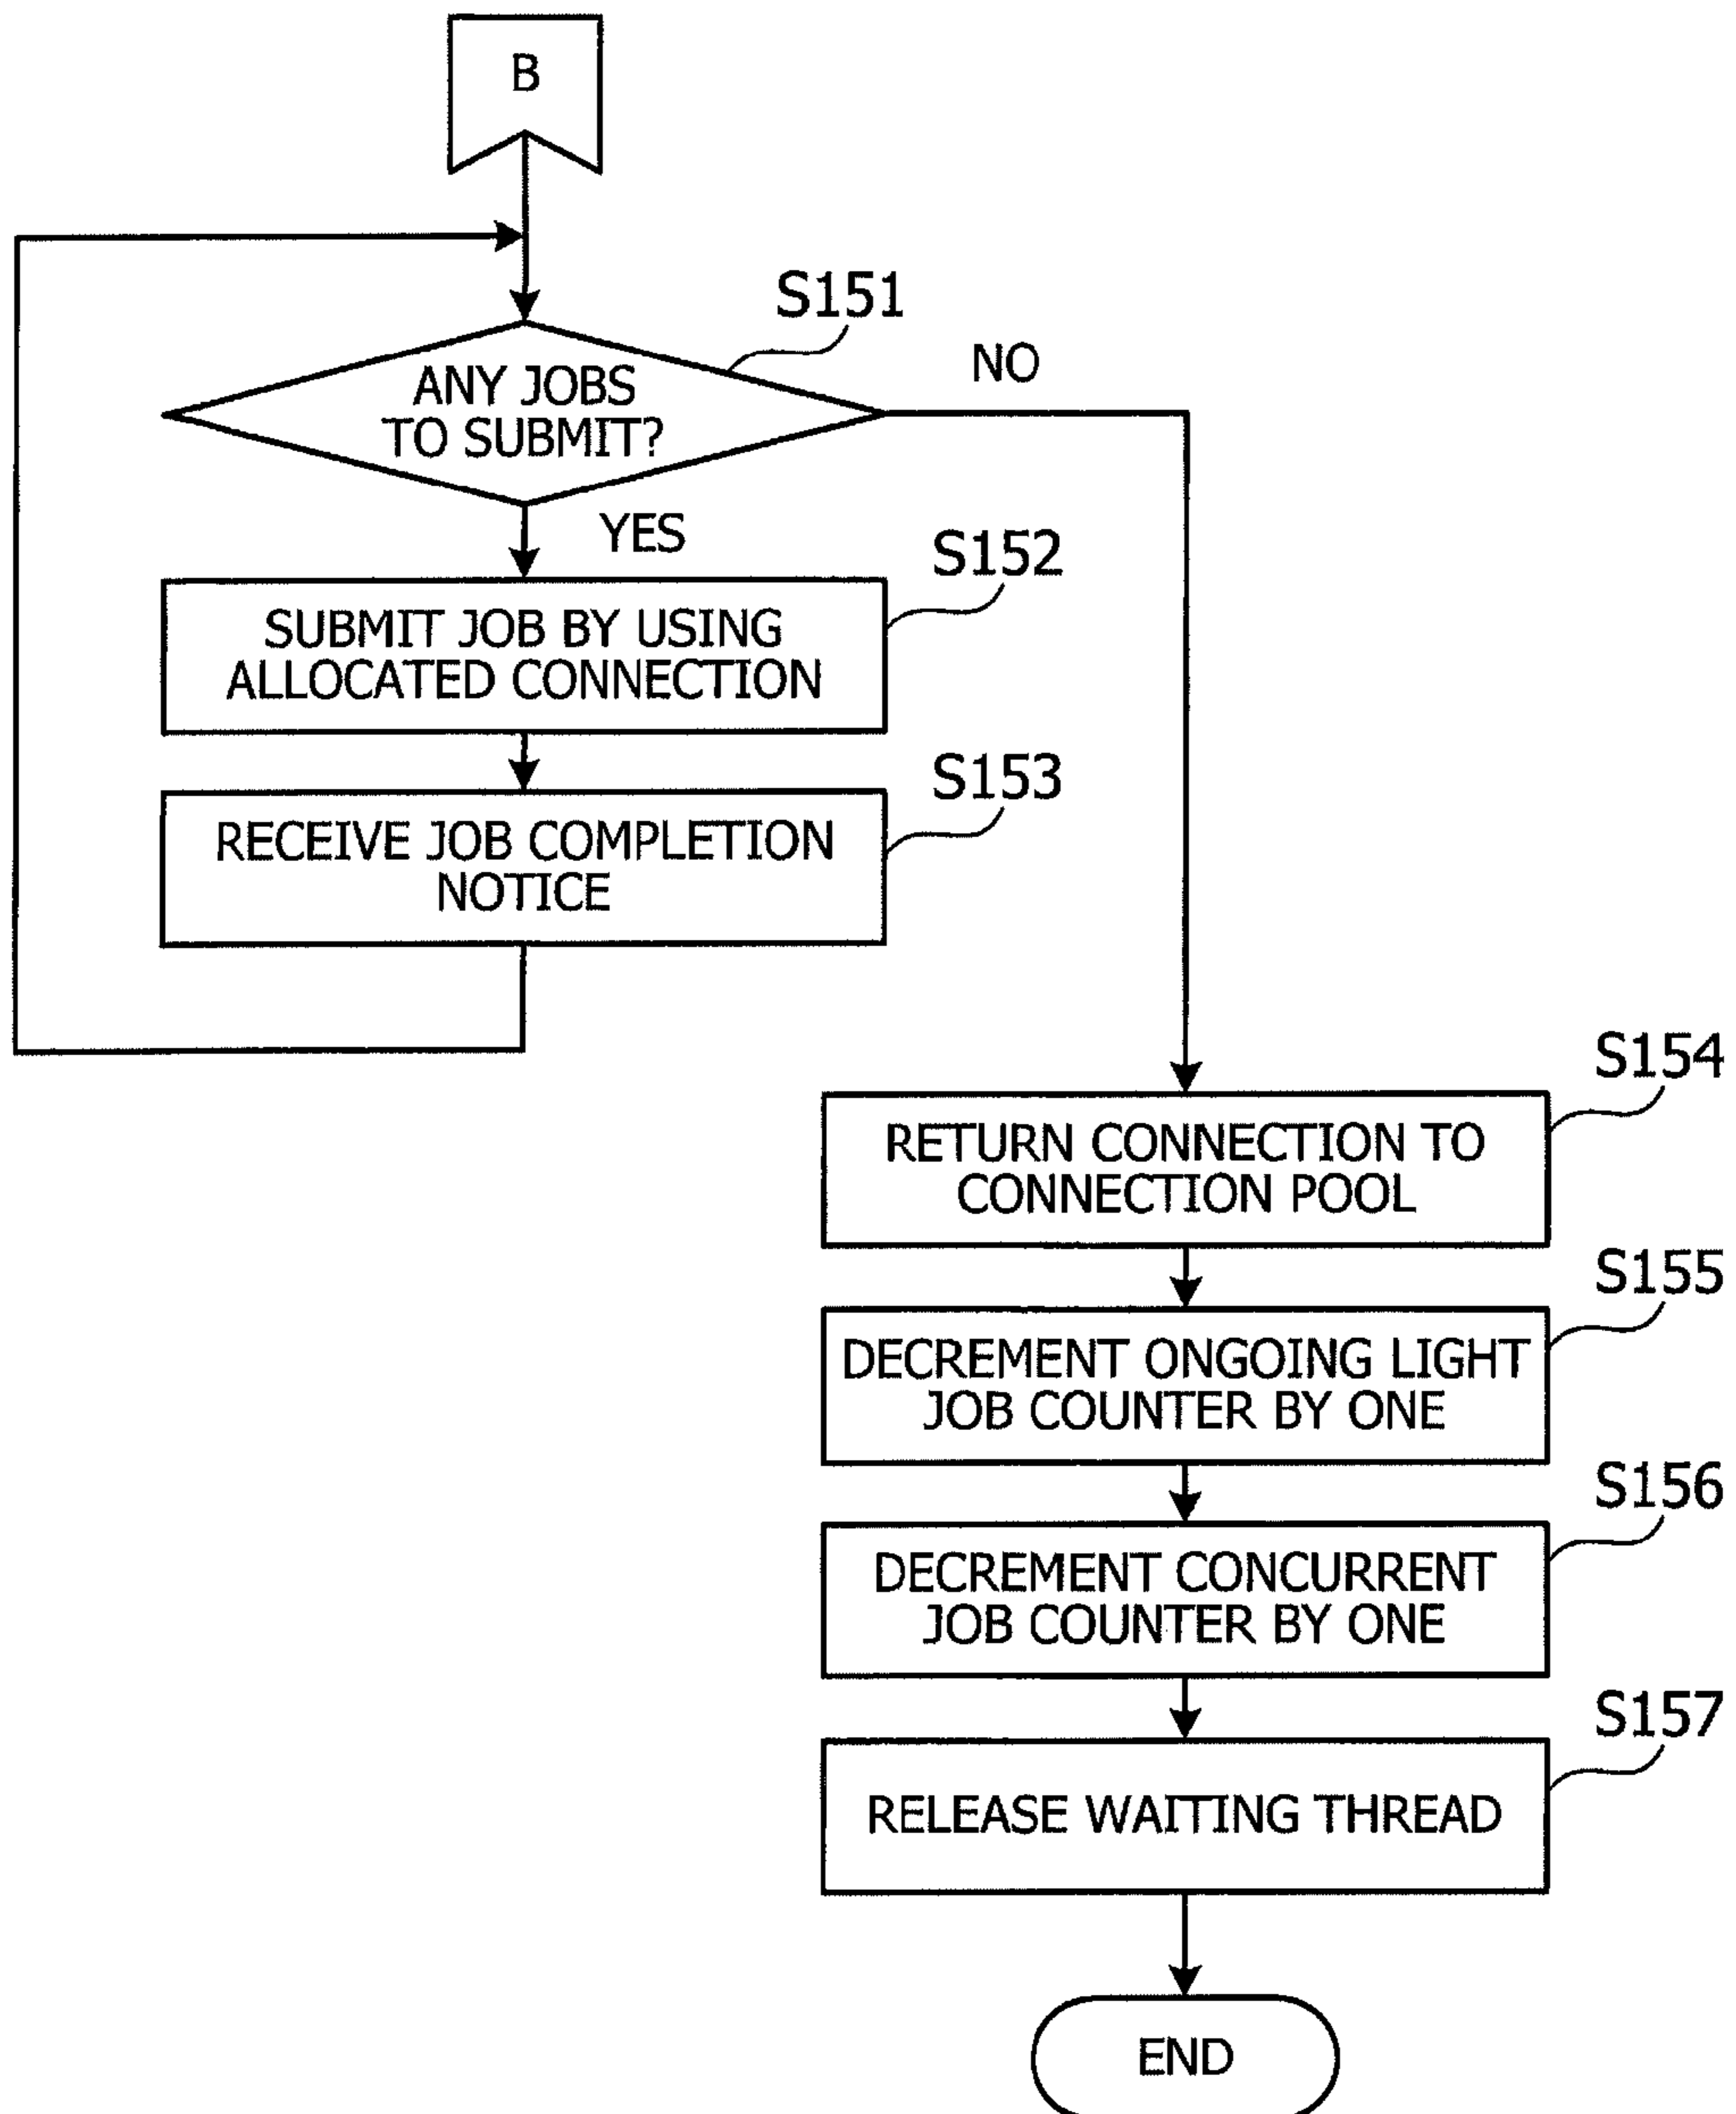 B
S151
ANY JOBS
TO SUBMIT?
NO
YES
S152
SUBMIT JOB BY USING
ALLOCATED CONNECTION
S153
RECEIVE JOB COMPLETION
NOTICE
S154
RETURN CONNECTION TO
CONNECTION POOL
S155
DECREMENT ONGOING LIGHT
JOB COUNTER BY ONE
S156
DECREMENT CONCURRENT
JOB COUNTER BY ONE
S157
RELEASE WAITING THREAD
END